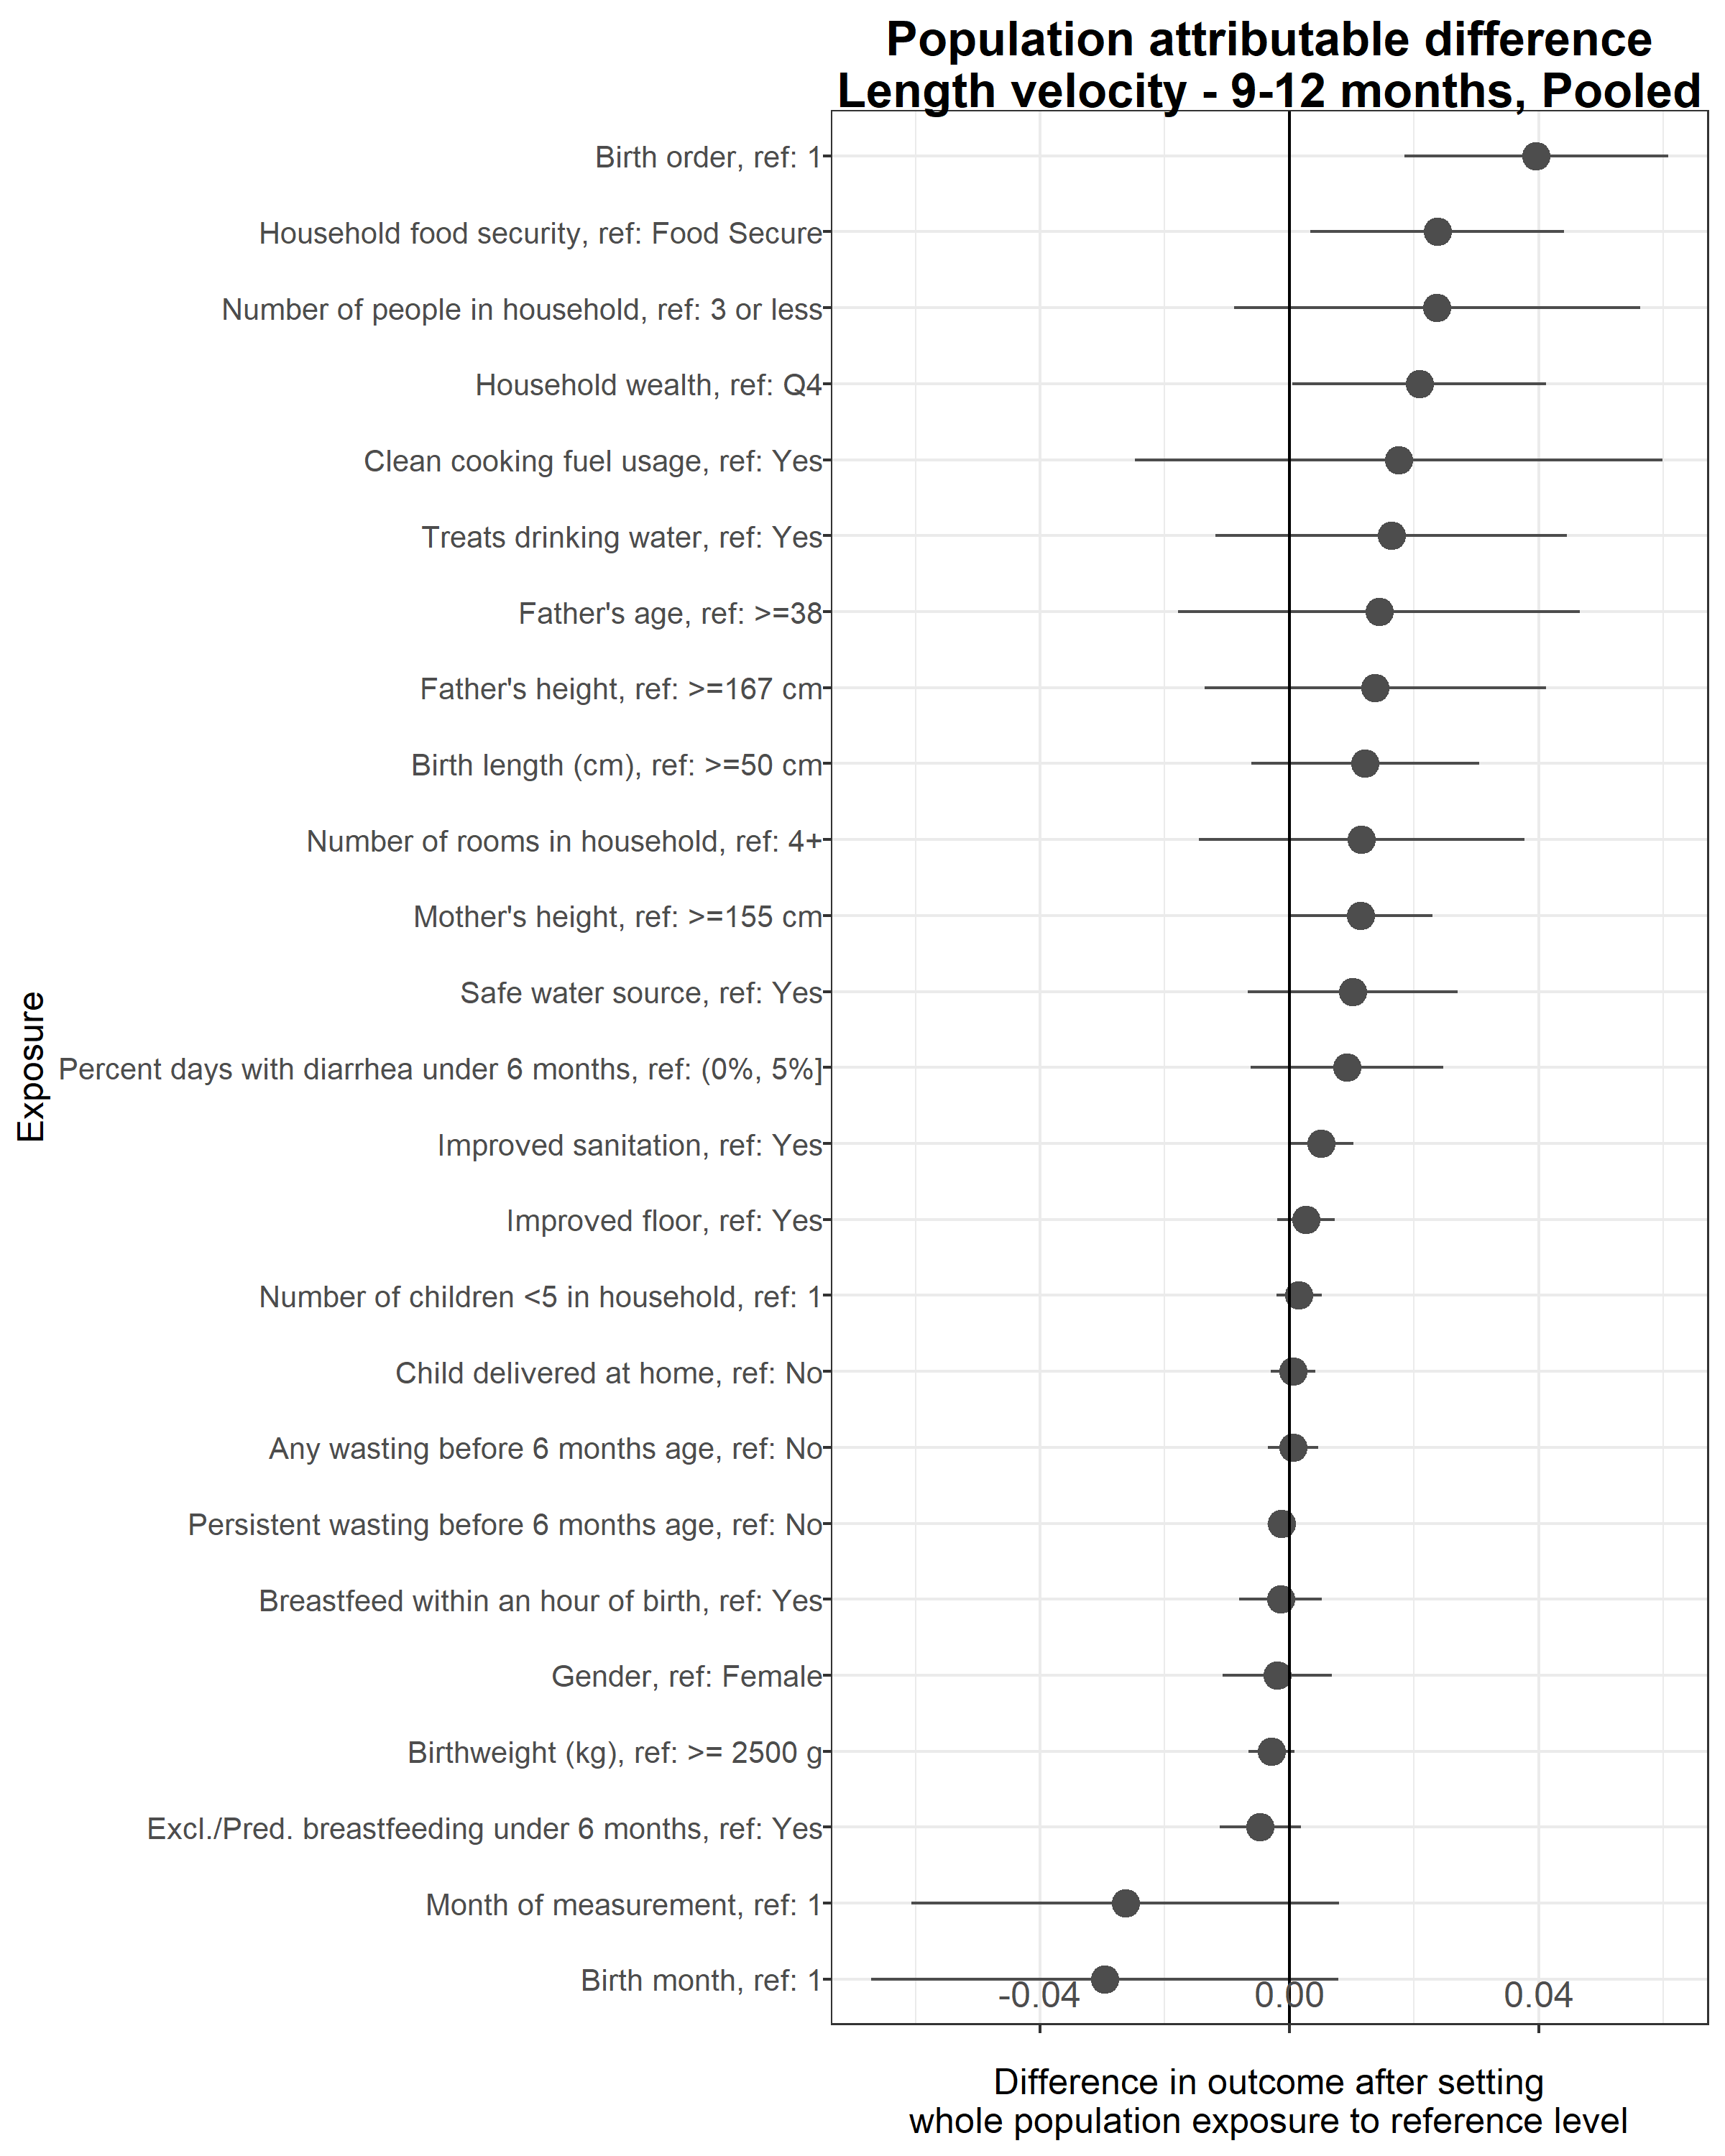 Population attributable difference
Length velocity - 9-12 months, Pooled
Birth order, ref: 1
Household food security, ref: Food Secure
Number of people in household, ref: 3 or less
Household wealth, ref: Q4
Clean cooking fuel usage, ref: Yes
Treats drinking water, ref: Yes
Father's age, ref: >=38
Father's height, ref: >=167 cm
Birth length (cm), ref: >=50 cm
Number of rooms in household, ref: 4+
Mother's height, ref: >=155 cm
Safe water source, ref: Yes
Exposure
Percent days with diarrhea under 6 months, ref: (0%, 5%]
Improved sanitation, ref: Yes
Improved floor, ref: Yes
Number of children <5 in household, ref: 1
Child delivered at home, ref: No
Any wasting before 6 months age, ref: No
Persistent wasting before 6 months age, ref: No
Breastfeed within an hour of birth, ref: Yes
Gender, ref: Female
Birthweight (kg), ref: >= 2500 g
Excl./Pred. breastfeeding under 6 months, ref: Yes
Month of measurement, ref: 1
Birth month, ref: 1
-0.04 0.00 0.04
Difference in outcome after setting
whole population exposure to reference level